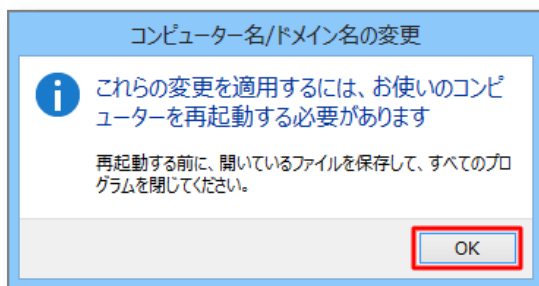 コンピューター名/ドメイン名の変更
これらの変更を適用するには、お使いのコンピ
ューターを再起動する必要があります
再起動する前に、開いているファイルを保存して、すべてのプロ
グラムを閉じてください。
OK